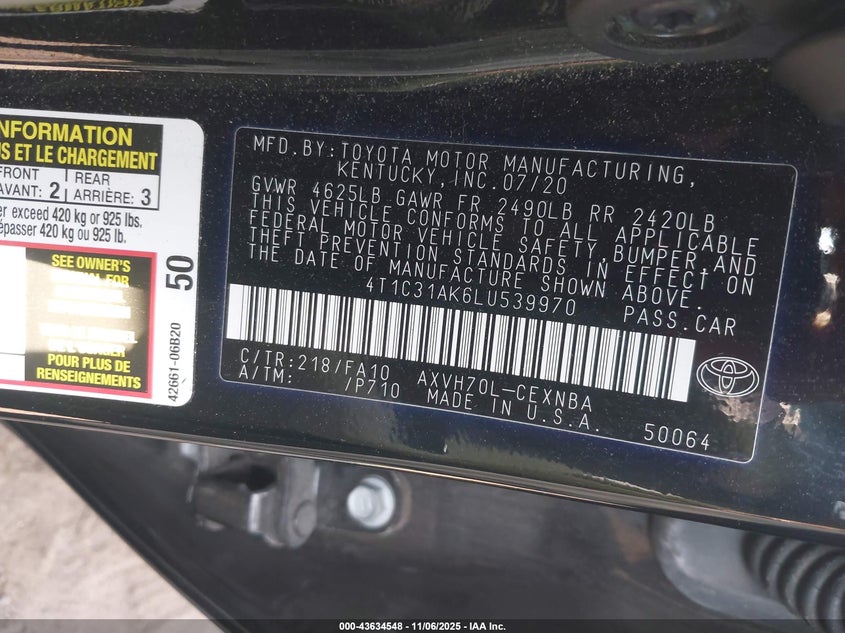 INFORMATION
US ET LE CHARGEMENT
FRONT
AVANT: 2
REAR
ARRIÈRE: 3
er exceed 420 kg or 925 lbs.
épasser 420 kg ou 925 lb.
SEE OWNER'S
FOR
POUR PLUS DE
RENSEIGNEMENTS
50
42661-06B20
MFD.BY:TOYOTA MOTOR MANUFACTURING,
KENTUCKY,INC.07/20
GVWR 4625LB GAWR FR 2490LB RR 2420LB
THIS VEHICLE CONFORMS TO ALL APPLICABLE
FEDERAL MOTOR VEHICLE SAFETY,BUMPER,AND
THEFT PREVENTION STANDARDS IN EFFECT ON
THE DATE OF MANUFACTURE SHOWN ABOVE.
4T1C31AK6LU539970 PASS.CAR
C/TR:218/FA10 AXVH70L-CEXNBA
A/TM: /P710 MADE IN U.S.A. 50064
000-43634548 - 11/06/2025 - IAA Inc.